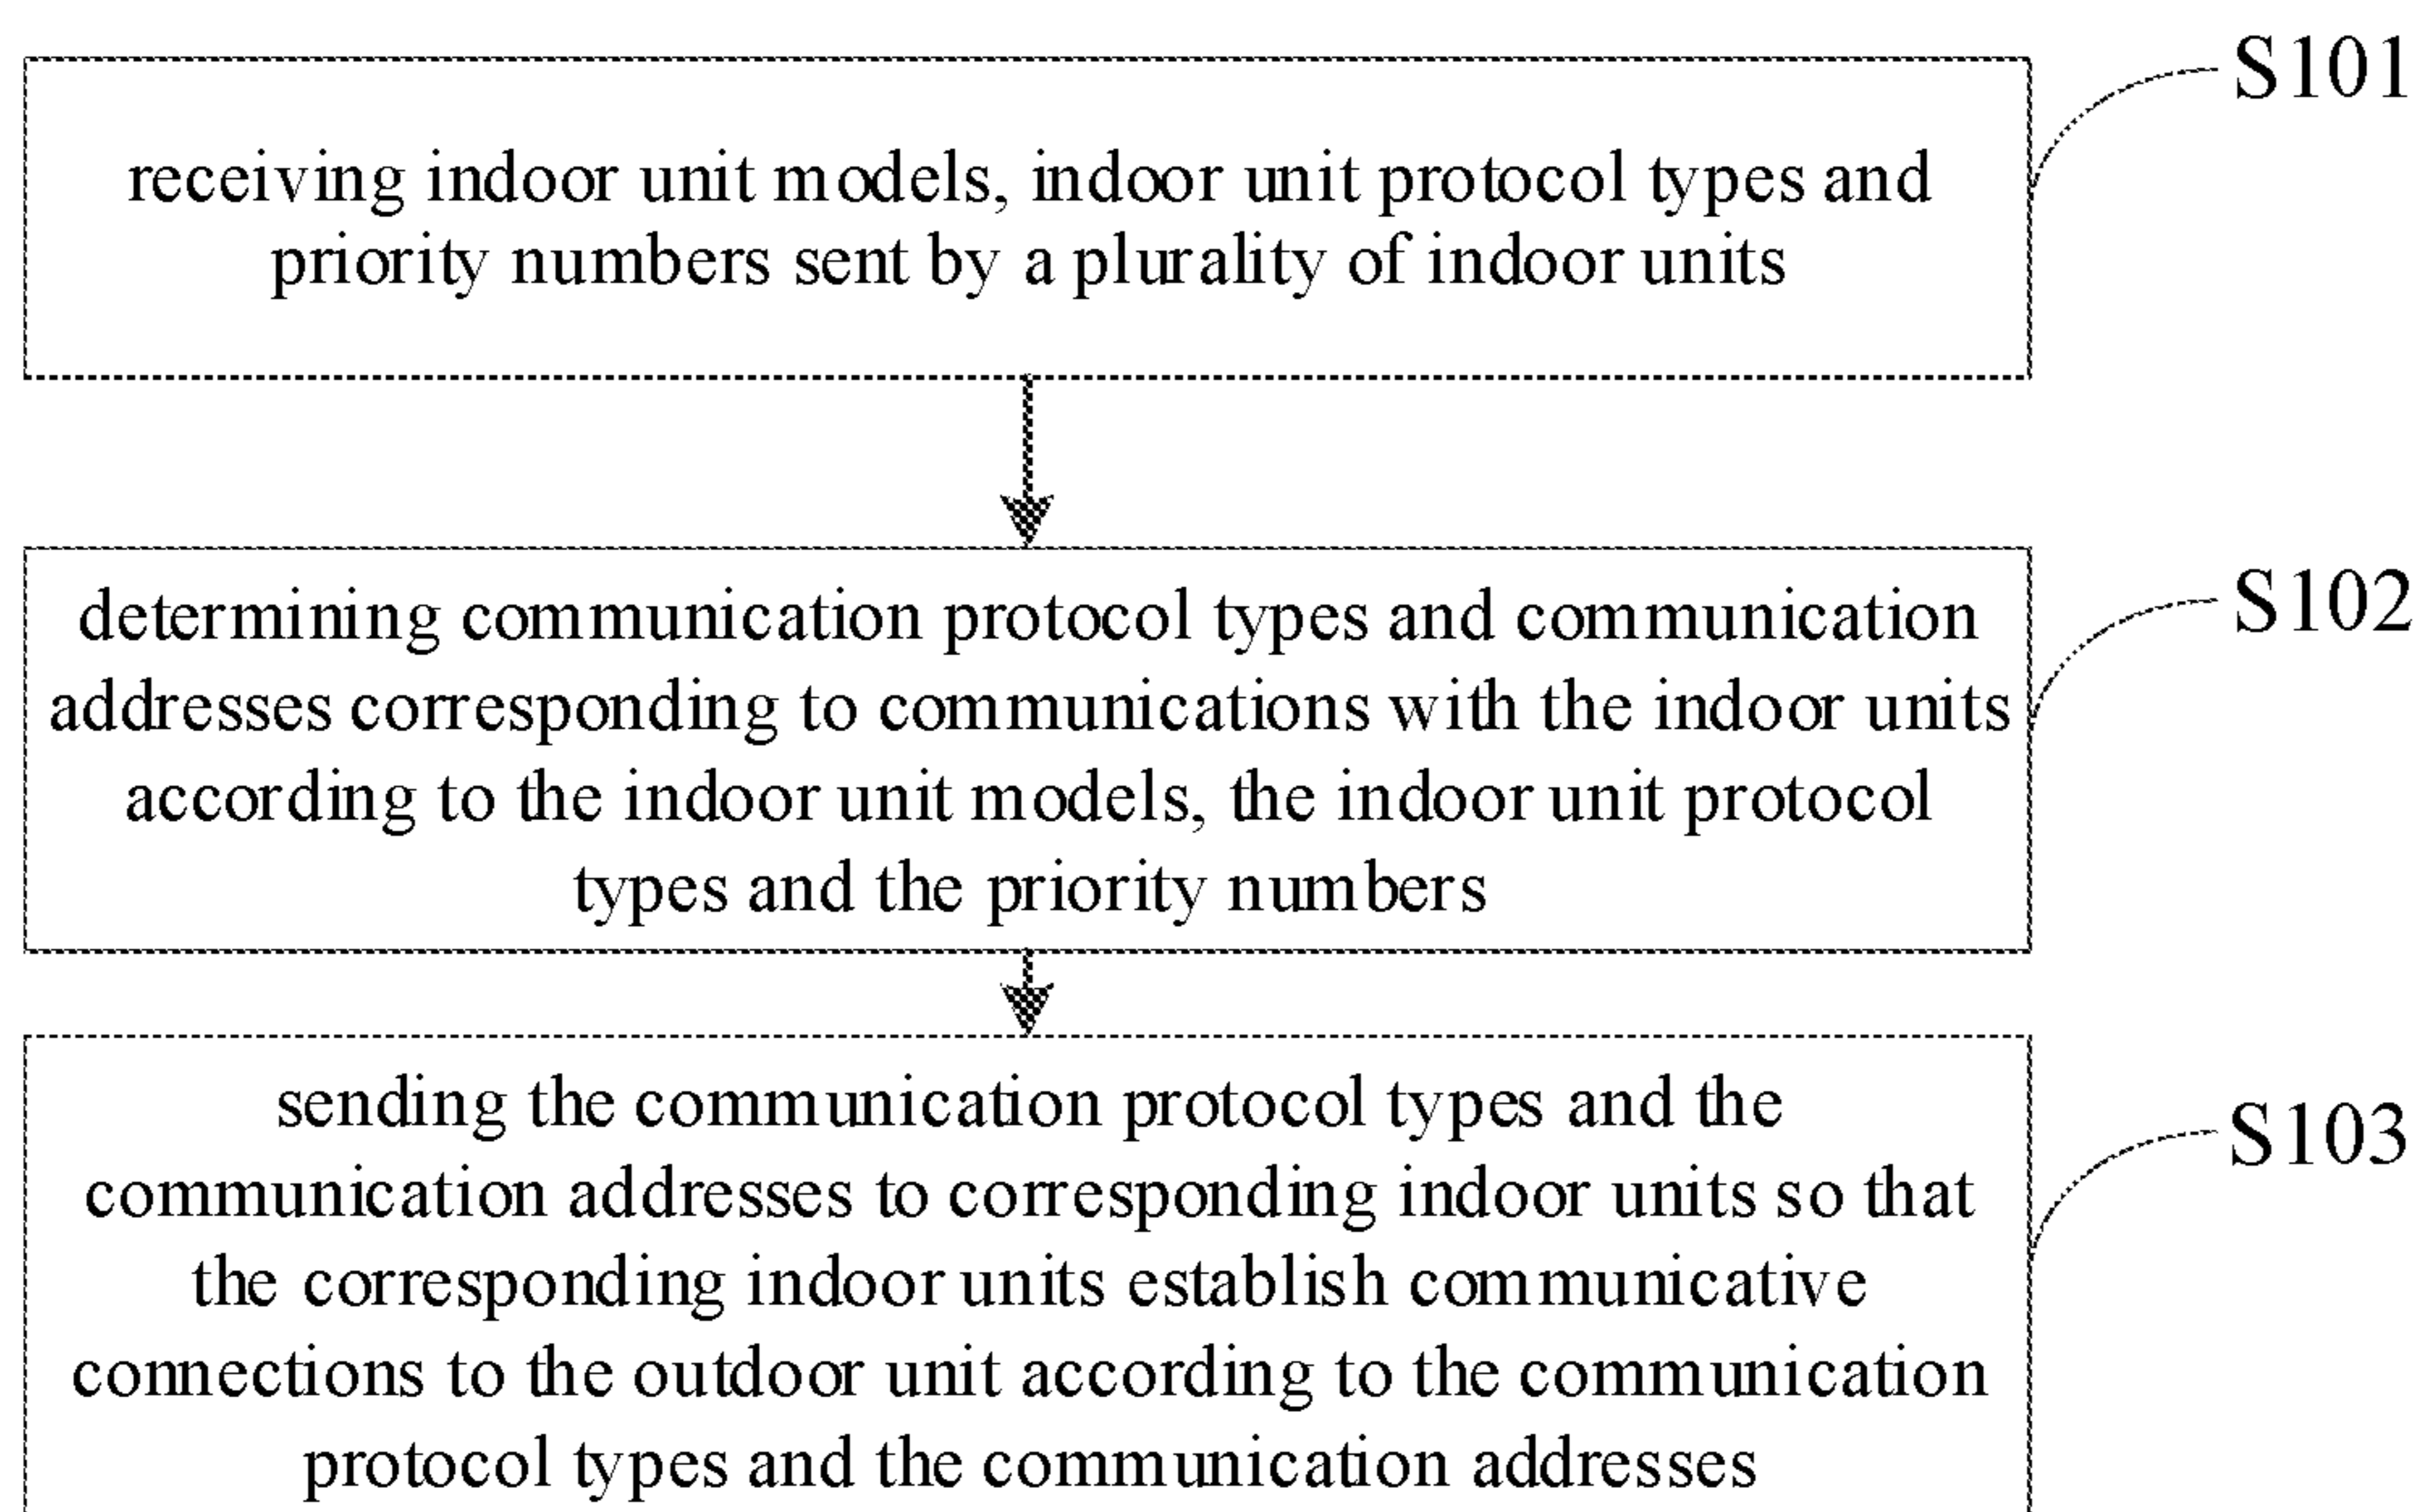 S101
receiving indoor unit models, indoor unit protocol types and
priority numbers sent by a plurality of indoor units
S102
determining communication protocol types and communication
addresses corresponding to communications with the indoor units
according to the indoor unit models, the indoor unit protocol
types and the priority numbers
S103
sending the communication protocol types and the
communication addresses to corresponding indoor units so that
the corresponding indoor units establish communicative
connections to the outdoor unit according to the communication
protocol types and the communication addresses